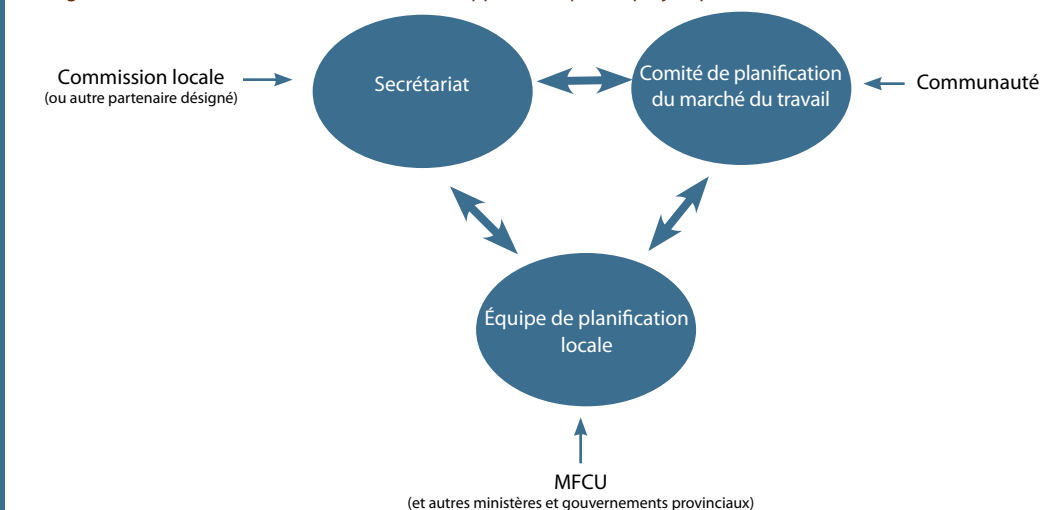 Commission locale
(ou autre partenaire désigné)
Secrétariat
Comité de planification
du marché du travail
Communauté
Équipe de planification
locale
MFCU
(et autres ministères et gouvernements provinciaux)